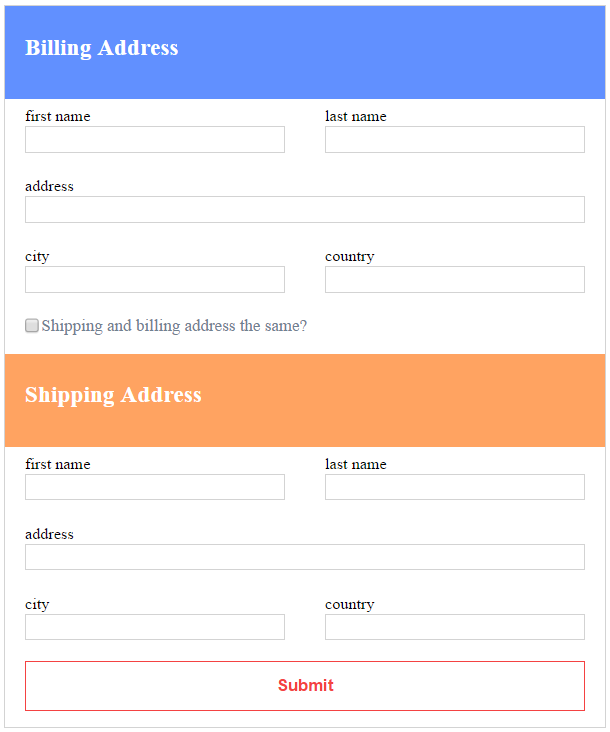 Billing Address
first name last name
address
city country
Shipping and billing address the same?
Shipping Address
first name last name
address
city country
Submit